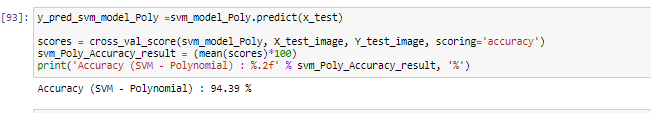 [93]: y_pred_svm_model_Poly =svm_model_Poly.predict(x_test)
scores = cross_val_score(svm_model_Poly, X_test_image, Y_test_image, scoring='accuracy')
svm_Poly_Accuracy_result = (mean(scores)*100)
print('Accuracy (SVM - Polynomial) : %.2f' % svm_Poly_Accuracy_result, '%')
Accuracy (SVM - Polynomial) : 94.39 %